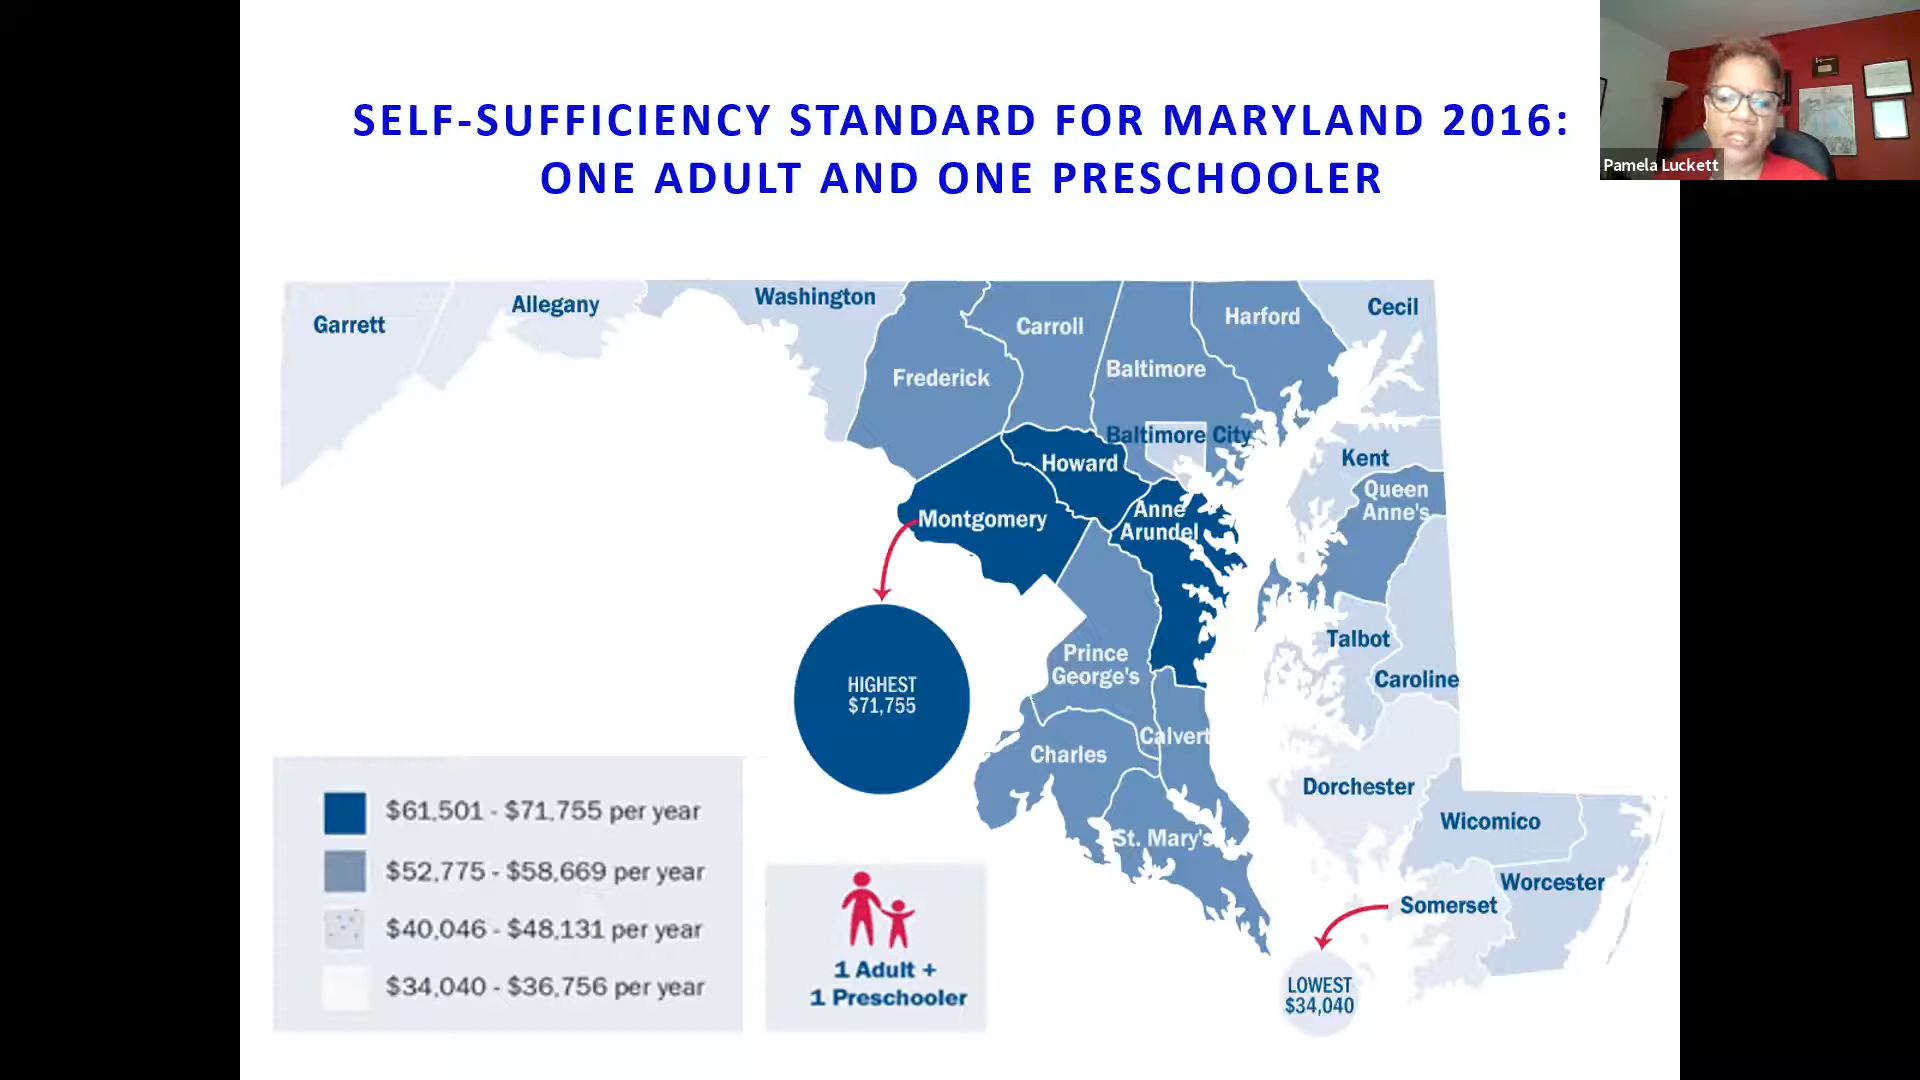 SELF-SUFFICIENCY STANDARD FOR MARYLAND 2016:
ONE ADULT AND ONE PRESCHOOLER
Pamela Luckett
Garrett
Allegany
Washington
Frederick
Carroll
Baltimore
Harford
Cecil
Baltimore City
Howard
Kent
Queen
Anne's
Montgomery
Anne
Arundel
Talbot
Prince
George's
Caroline
HIGHEST
$71,755
Calvert
Charles
Dorchester
Wicomico
St. Mary's
Worcester
Somerset
LOWEST
$34,040
$61,501 - $71,755 per year
$52,775 - $58,669 per year
$40,046 - $48,131 per year
$34,040 - $36,756 per year
1 Adult +
1 Preschooler